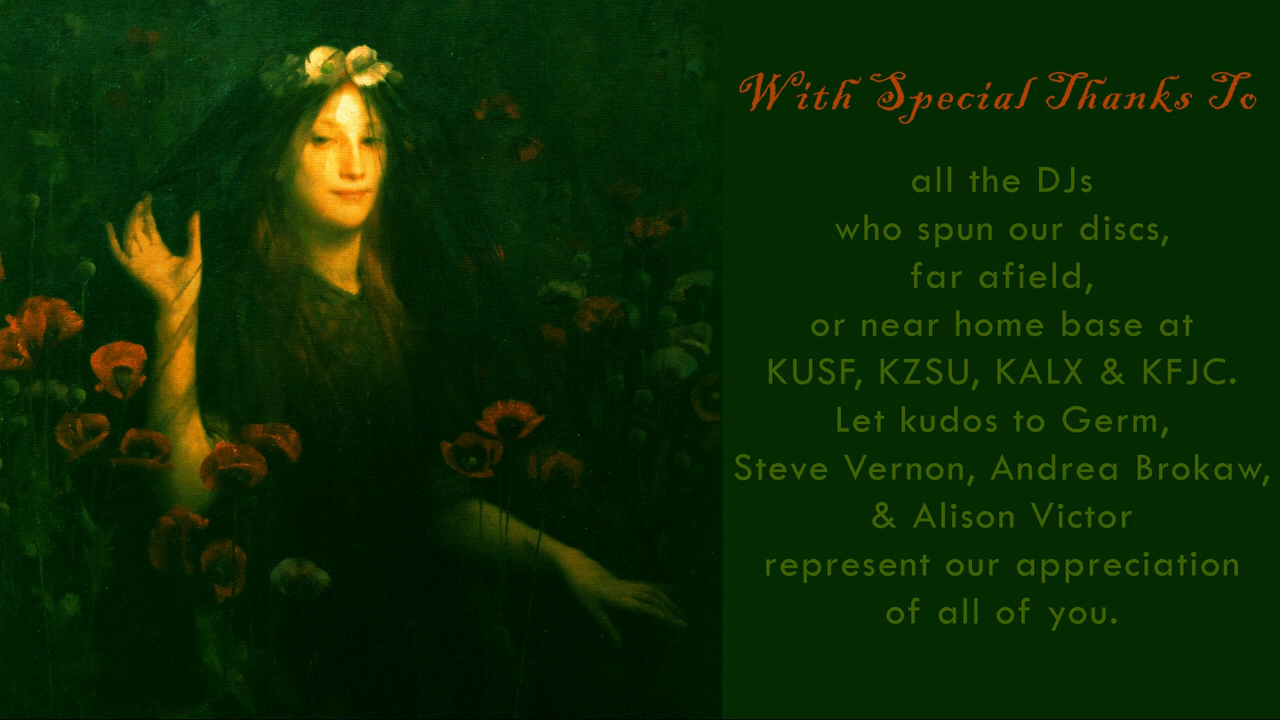 With Special Thanks To
all the DJs
who spun our discs,
far afield,
or near home base at
KUSF, KZSU, KALX & KFJC.
Let kudos to Germ,
Steve Vernon, Andrea Brokaw,
& Alison Victor
represent our appreciation
of all of you.